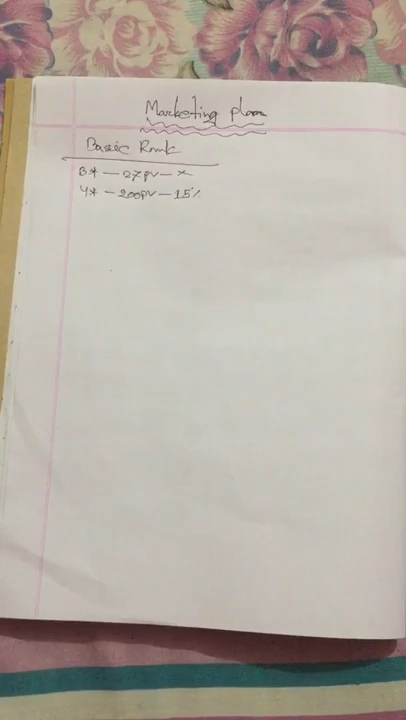 Marketing plan
Basic Rank
3* — 27pv — x
4* — 200pv — 15%